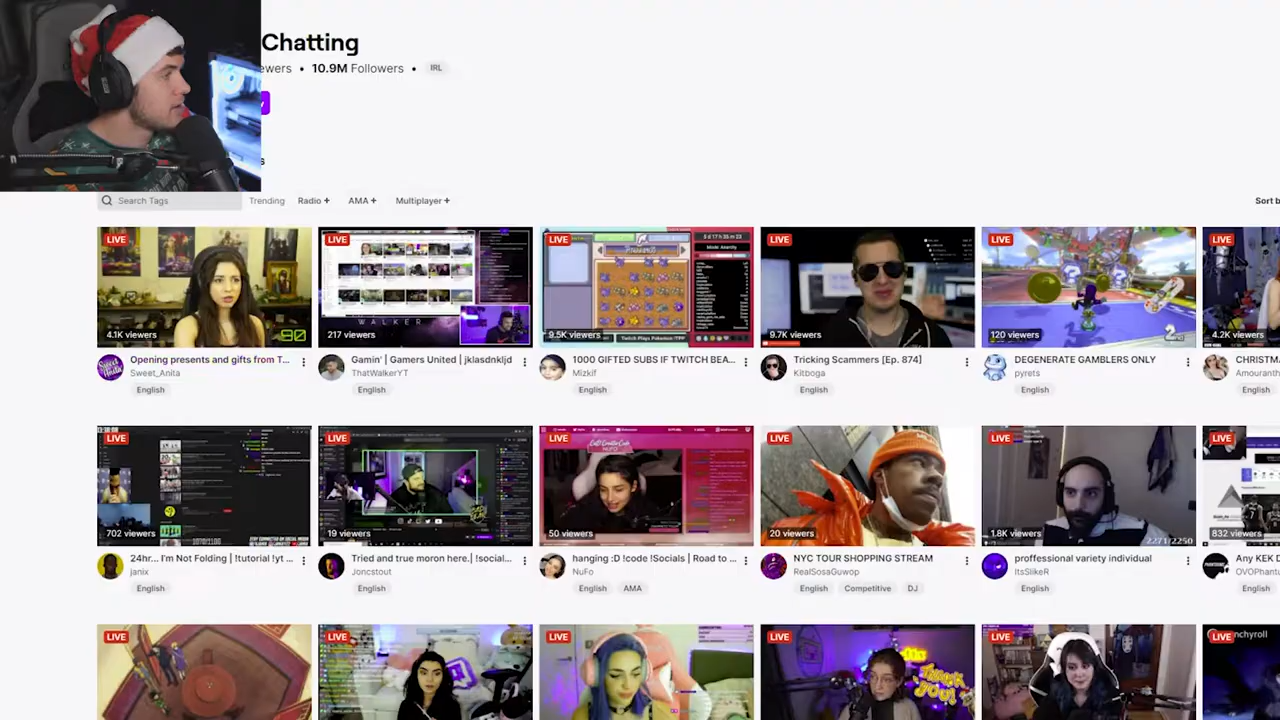 Chatting
ewers • 10.9M Followers • IRL
Search Tags Trending Radio + AMA + Multiplayer + Sort b
LIVE LIVE LIVE LIVE LIVE LIVE
WALKER
4.1K viewers 217 viewers 9.5K viewers 9.7K viewers 120 viewers 4.2K viewers
Opening presents and gifts from T... Gamin' | Gamers United | jklasdnkljd 1000 GIFTED SUBS IF TWITCH BEA... Tricking Scammers [Ep. 874] DEGENERATE GAMBLERS ONLY CHRISTM
Sweet_Anita ThatWalkerYT Mizkif Kitboga pyrets Amouranth
English English English English English English
LIVE LIVE LIVE LIVE LIVE LIVE
702 viewers 19 viewers 50 viewers 20 viewers 1.8K viewers 832 viewers
24hr... I'm Not Folding | !tutorial !yt ... Tried and true moron here.| !social... hanging :D !code !Socials | Road to ... NYC TOUR SHOPPING STREAM proffessional variety individual Any KEK D
janix Joncstout NuFo RealSosaGuwop ItsSlikeR OVOPhantu
English English English AMA English Competitive DJ English English
LIVE LIVE LIVE LIVE LIVE LIVE
nchyroll